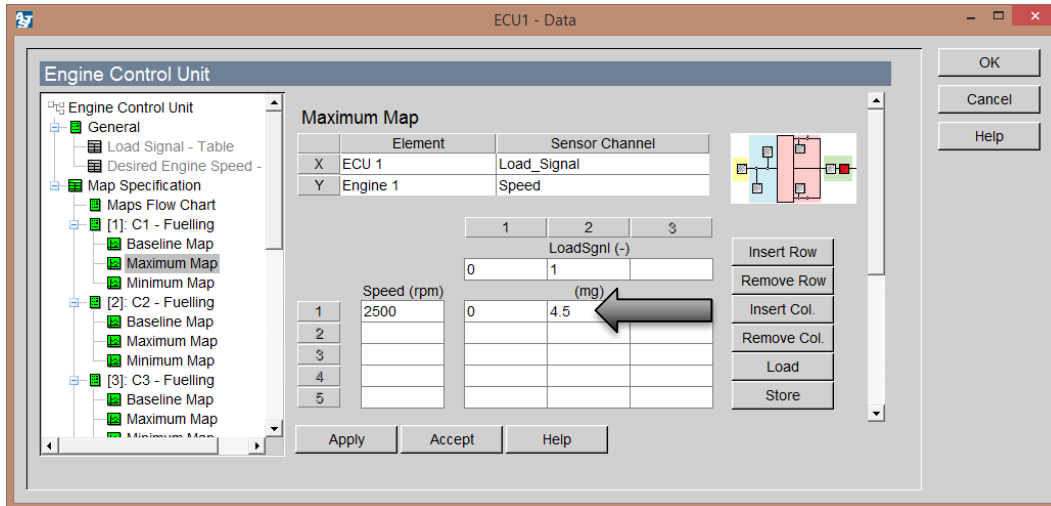 ECU1 - Data
Engine Control Unit
OK
Cancel
Help
Engine Control Unit
General
Load Signal - Table
Desired Engine Speed -
Map Specification
Maps Flow Chart
[1]: C1 - Fuelling
Baseline Map
Maximum Map
Minimum Map
[2]: C2 - Fuelling
Baseline Map
Maximum Map
Minimum Map
[3]: C3 - Fuelling
Baseline Map
Maximum Map
Minimum Map
Maximum Map
Element Sensor Channel
X ECU 1 Load_Signal
Y Engine 1 Speed
1 2 3
LoadSgnl (-)
0 1
Speed (rpm) (mg)
1 2500 0 4.5
2
3
4
5
Insert Row
Remove Row
Insert Col.
Remove Col.
Load
Store
Apply Accept Help